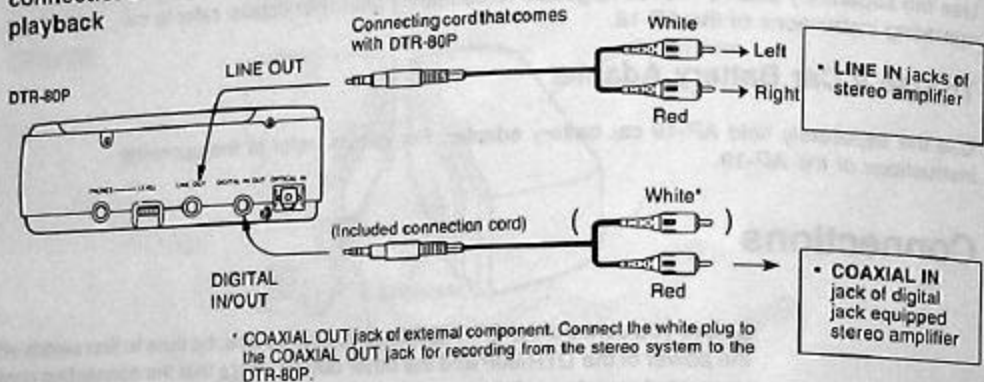 playback
Connecting cord that comes
with DTR-80P
White
LINE OUT
Left
Right
• LINE IN jacks of
stereo amplifier
DTR-80P
Red
PHONES LEVEL LINE OUT DIGITAL IN OUT OPTICAL IN
White*
(Included connection cord)
( )
DIGITAL
IN/OUT
Red
• COAXIAL IN
jack of digital
jack equipped
stereo amplifier
* COAXIAL OUT jack of external component. Connect the white plug to
the COAXIAL OUT jack for recording from the stereo system to the
DTR-80P.